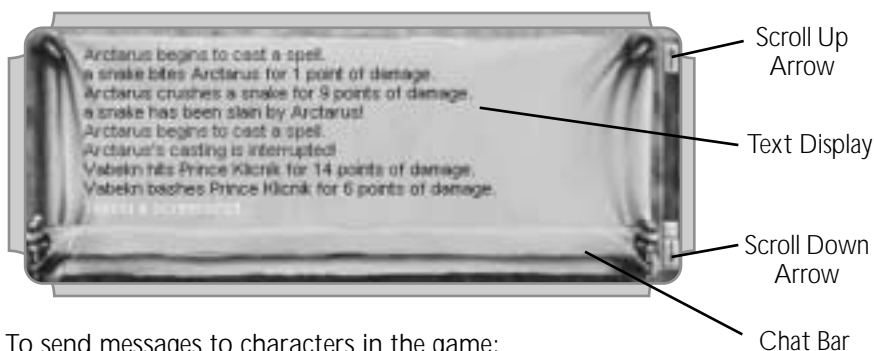 Arctarus begins to cast a spell.
a snake bites Arctarus for 1 point of damage.
Arctarus crushes a snake for 9 points of damage.
a snake has been slain by Arctarus!
Arctarus begins to cast a spell.
Arctarus's casting is interrupted!
Vabekn hits Prince Klicnik for 14 points of damage.
Vabekn bashes Prince Klicnik for 6 points of damage.
Scroll Up
Arrow
Text Display
Scroll Down
Arrow
Chat Bar
To send messages to characters in the game: